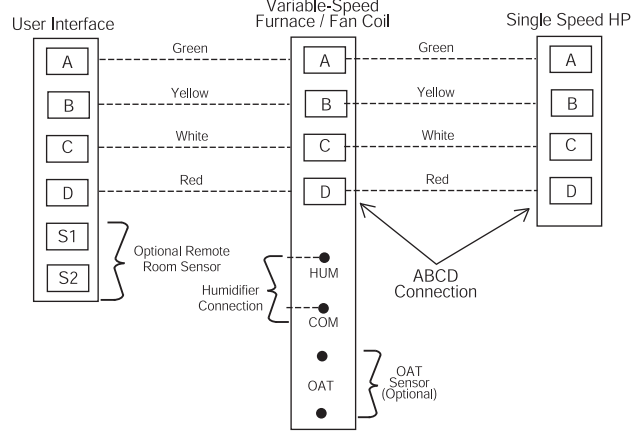 Variable-Speed
Furnace / Fan Coil
User Interface
Single Speed HP
A
Green
A
Green
A
B
Yellow
B
Yellow
B
C
White
C
White
C
D
Red
D
Red
D
S1
S2
Optional Remote
Room Sensor
HUM
Humidifier
Connection
COM
ABCD
Connection
OAT
OAT
Sensor
(Optional)